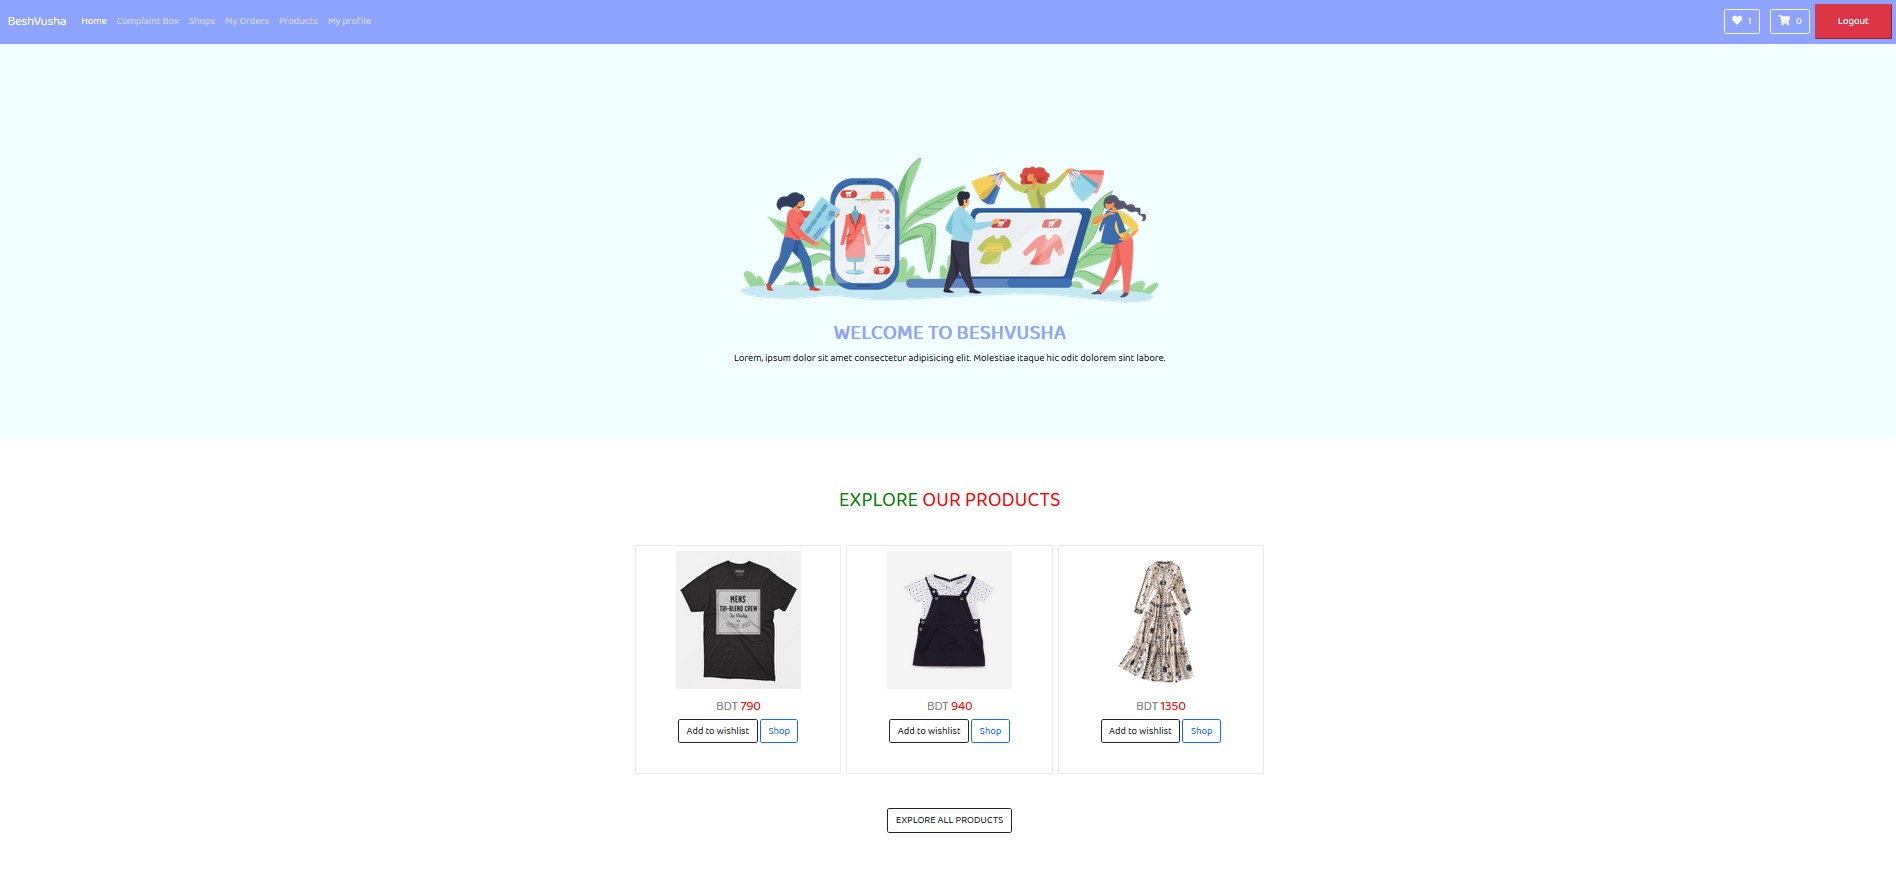 BeshVusha Home Complaint Box Shops My Orders Products My profile 1 0 Logout
WELCOME TO BESHVUSHA
Lorem, ipsum dolor sit amet consectetur adipisicing elit. Molestiae itaque hic odit dolorem sint labore.
EXPLORE OUR PRODUCTS
MENS
TRI-BLEND CREW
BDT 790
Add to wishlist Shop
BDT 940
Add to wishlist Shop
BDT 1350
Add to wishlist Shop
EXPLORE ALL PRODUCTS